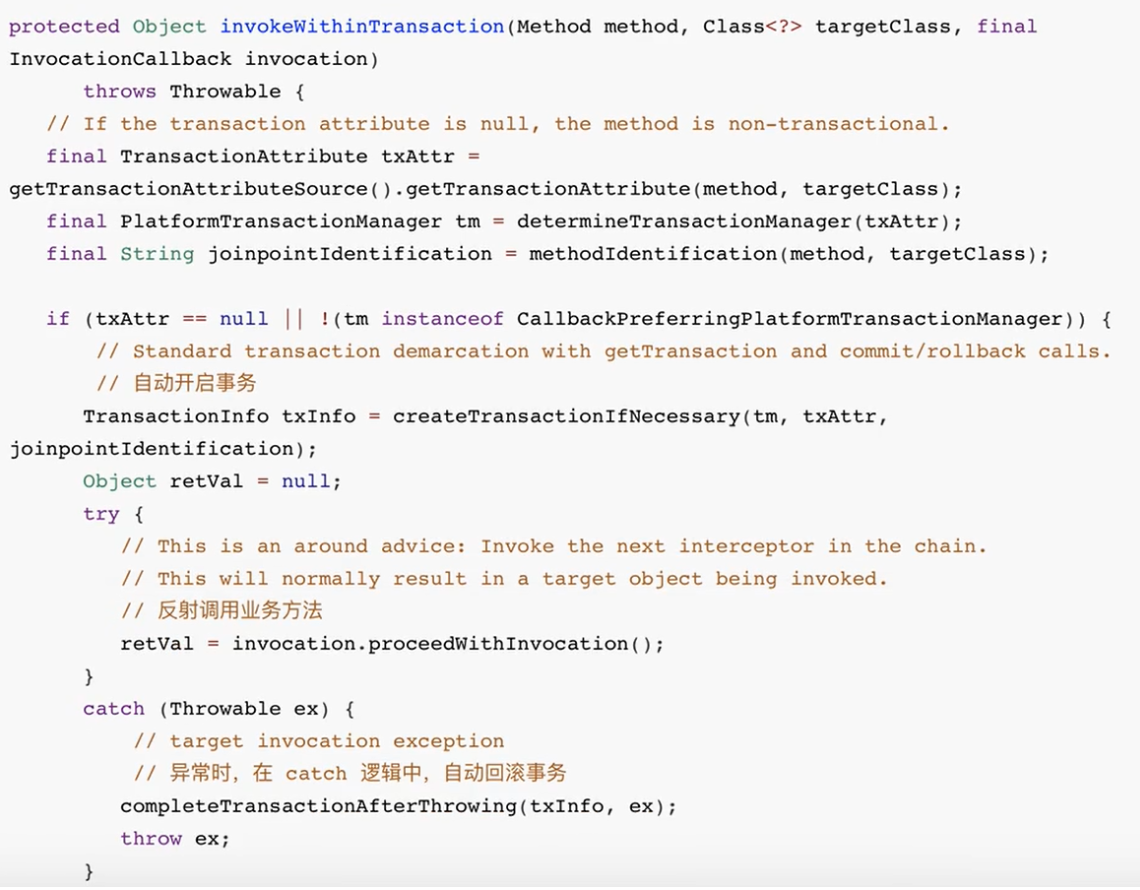 protected Object invokeWithinTransaction(Method method, Class<?> targetClass, final
InvocationCallback invocation)
throws Throwable {
// If the transaction attribute is null, the method is non-transactional.
final TransactionAttribute txAttr =
getTransactionAttributeSource().getTransactionAttribute(method, targetClass);
final PlatformTransactionManager tm = determineTransactionManager(txAttr);
final String joinpointIdentification = methodIdentification(method, targetClass);
if (txAttr == null || !(tm instanceof CallbackPreferringPlatformTransactionManager)) {
// Standard transaction demarcation with getTransaction and commit/rollback calls.
// 自动开启事务
TransactionInfo txInfo = createTransactionIfNecessary(tm, txAttr,
joinpointIdentification);
Object retVal = null;
try {
// This is an around advice: Invoke the next interceptor in the chain.
// This will normally result in a target object being invoked.
// 反射调用业务方法
retVal = invocation.proceedWithInvocation();
}
catch (Throwable ex) {
// target invocation exception
// 异常时，在 catch 逻辑中，自动回滚事务
completeTransactionAfterThrowing(txInfo, ex);
throw ex;
}